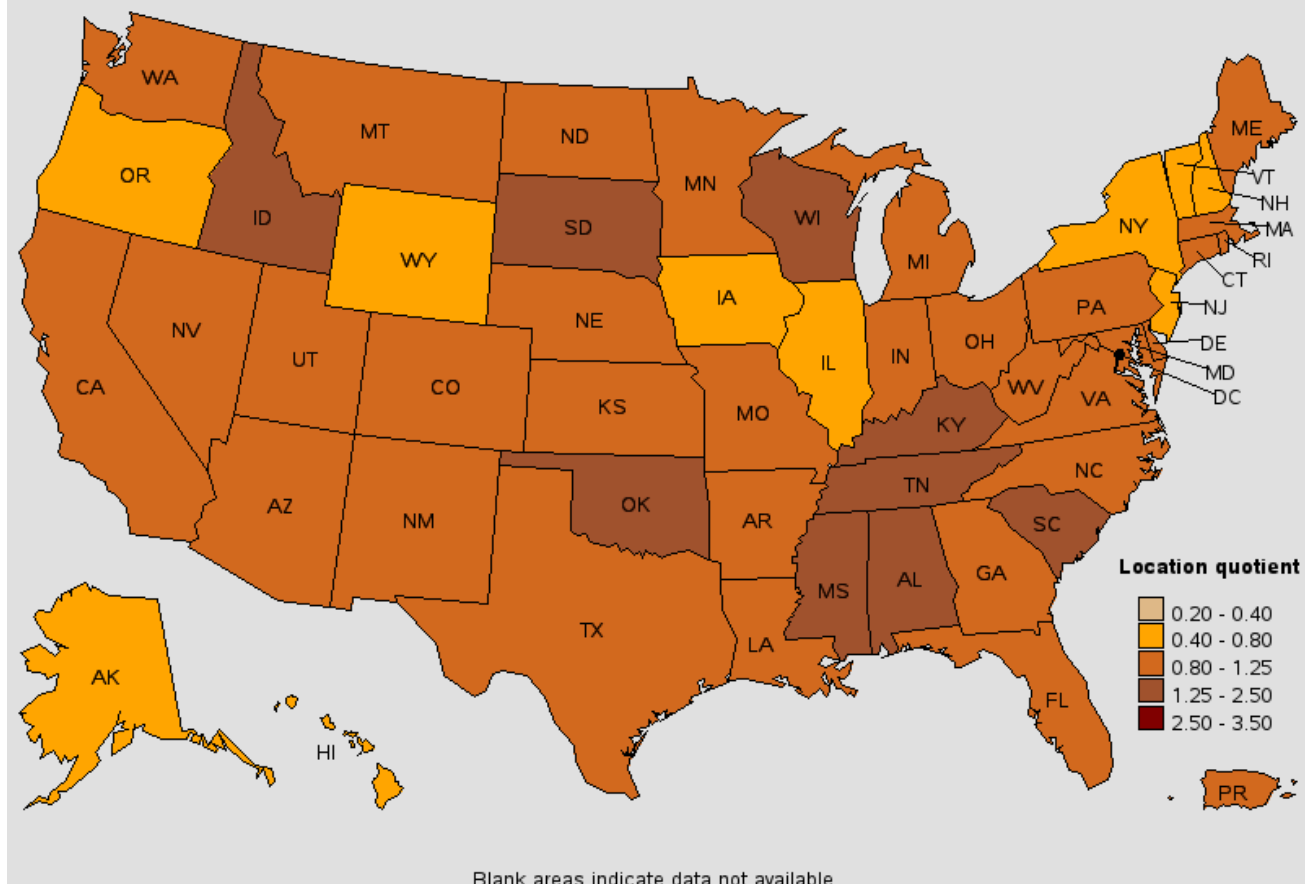 WA
MT
ND
MN
ME
OR
ID
SD
WI
VT
NH
MA
NY
RI
WY
MI
CT
IA
PA
NJ
NV
NE
OH
DE
UT
IL
IN
MD
CA
CO
WV
DC
KS
MO
VA
KY
NC
AZ
NM
OK
TN
AR
SC
MS
AL
GA
TX
LA
AK
FL
HI
PR
Location quotient
0.20 - 0.40
0.40 - 0.80
0.80 - 1.25
1.25 - 2.50
2.50 - 3.50
Blank areas indicate data not available